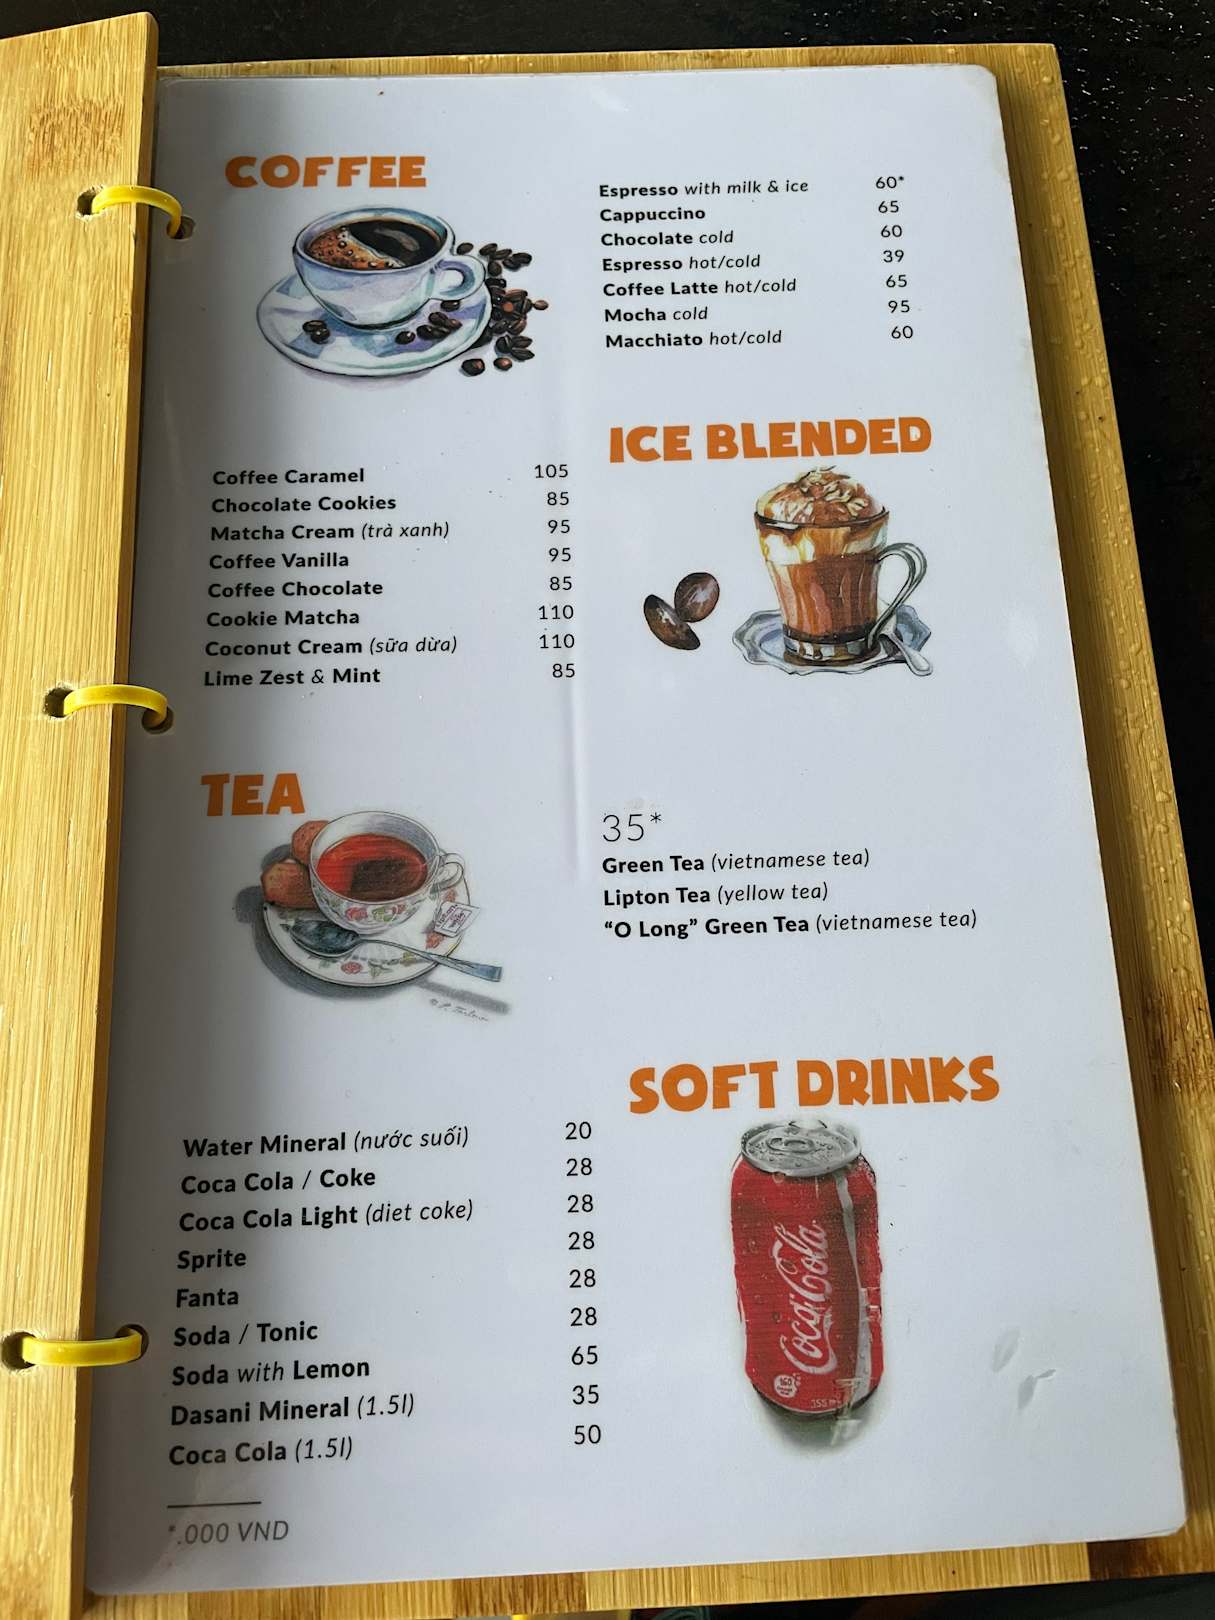 COFFEE
Espresso with milk & ice 60*
Cappuccino 65
Chocolate cold 60
Espresso hot/cold 39
Coffee Latte hot/cold 65
Mocha cold 95
Macchiato hot/cold 60
ICE BLENDED
Coffee Caramel 105
Chocolate Cookies 85
Matcha Cream (trà xanh) 95
Coffee Vanilla 95
Coffee Chocolate 85
Cookie Matcha 110
Coconut Cream (sữa dừa) 110
Lime Zest & Mint 85
TEA
35*
Green Tea (vietnamese tea)
Lipton Tea (yellow tea)
“O Long” Green Tea (vietnamese tea)
SOFT DRINKS
Water Mineral (nước suối) 20
Coca Cola / Coke 28
Coca Cola Light (diet coke) 28
Sprite 28
Fanta 28
Soda / Tonic 28
Soda with Lemon 65
Dasani Mineral (1.5l) 35
Coca Cola (1.5l) 50
Coca-Cola
*.000 VND